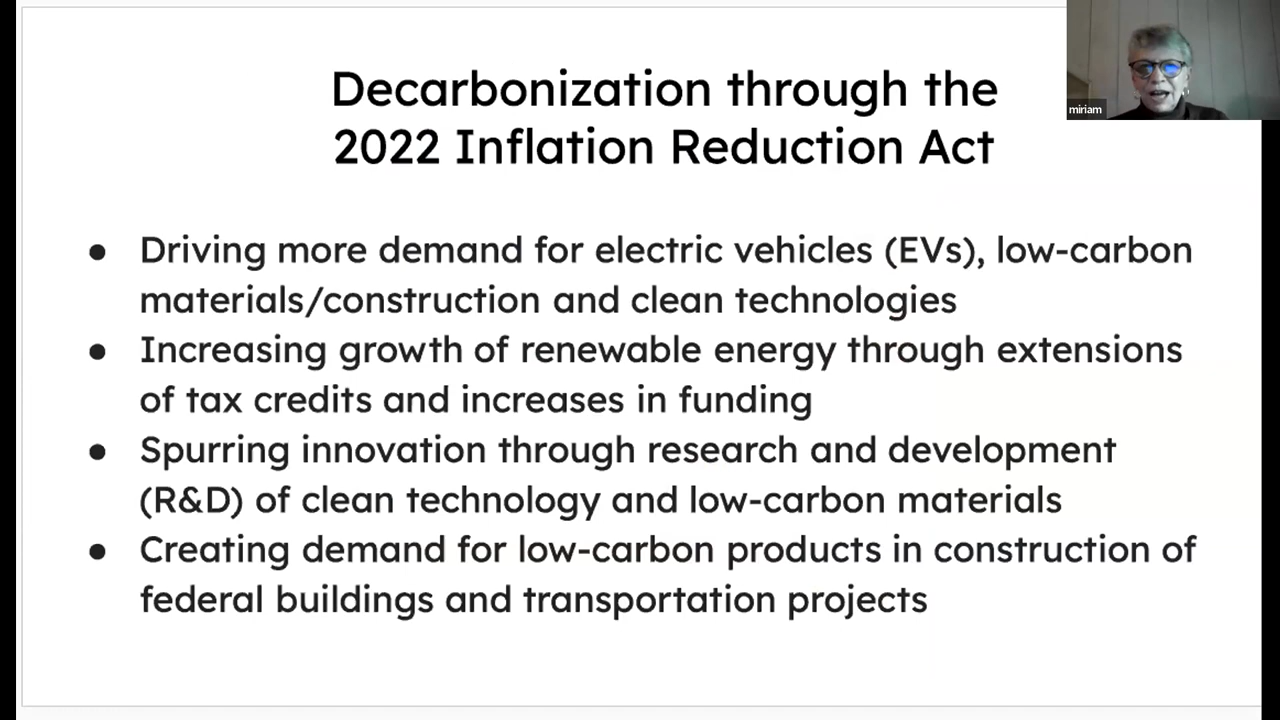 Decarbonization through the
2022 Inflation Reduction Act
miriam
● Driving more demand for electric vehicles (EVs), low-carbon
materials/construction and clean technologies
● Increasing growth of renewable energy through extensions
of tax credits and increases in funding
● Spurring innovation through research and development
(R&D) of clean technology and low-carbon materials
● Creating demand for low-carbon products in construction of
federal buildings and transportation projects